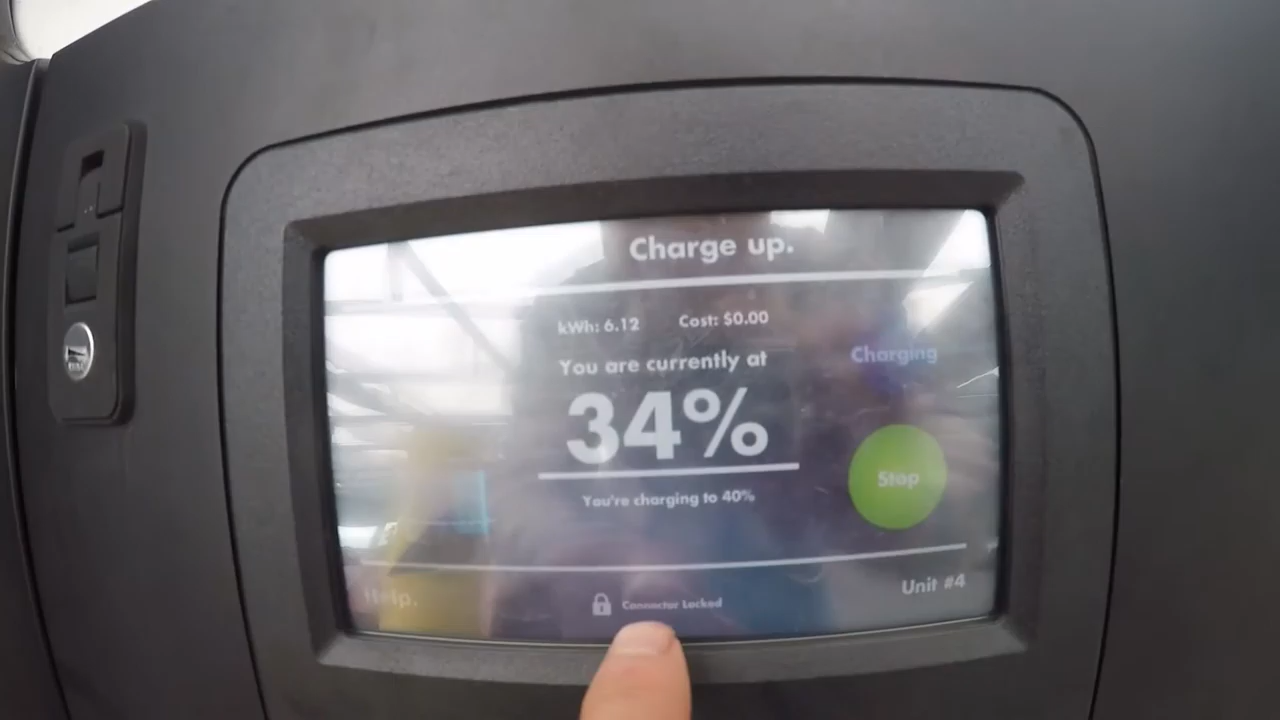 Charge up.
kWh: 6.12 Cost: $0.00
You are currently at
Charging
34%
Stop
You're charging to 40%
Unit #4
Help.
Connector Locked